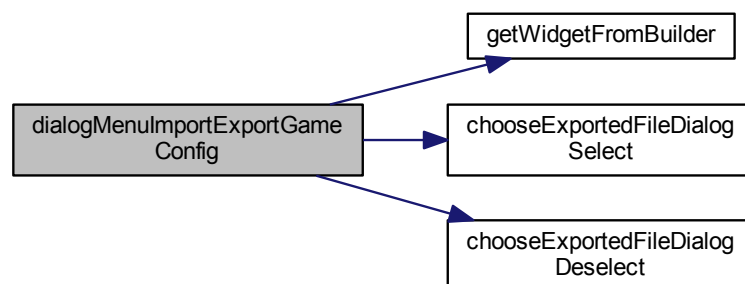 getWidgetFromBuilder
dialogMenuImportExportGame
Config
chooseExportedFileDialog
Select
chooseExportedFileDialog
Deselect